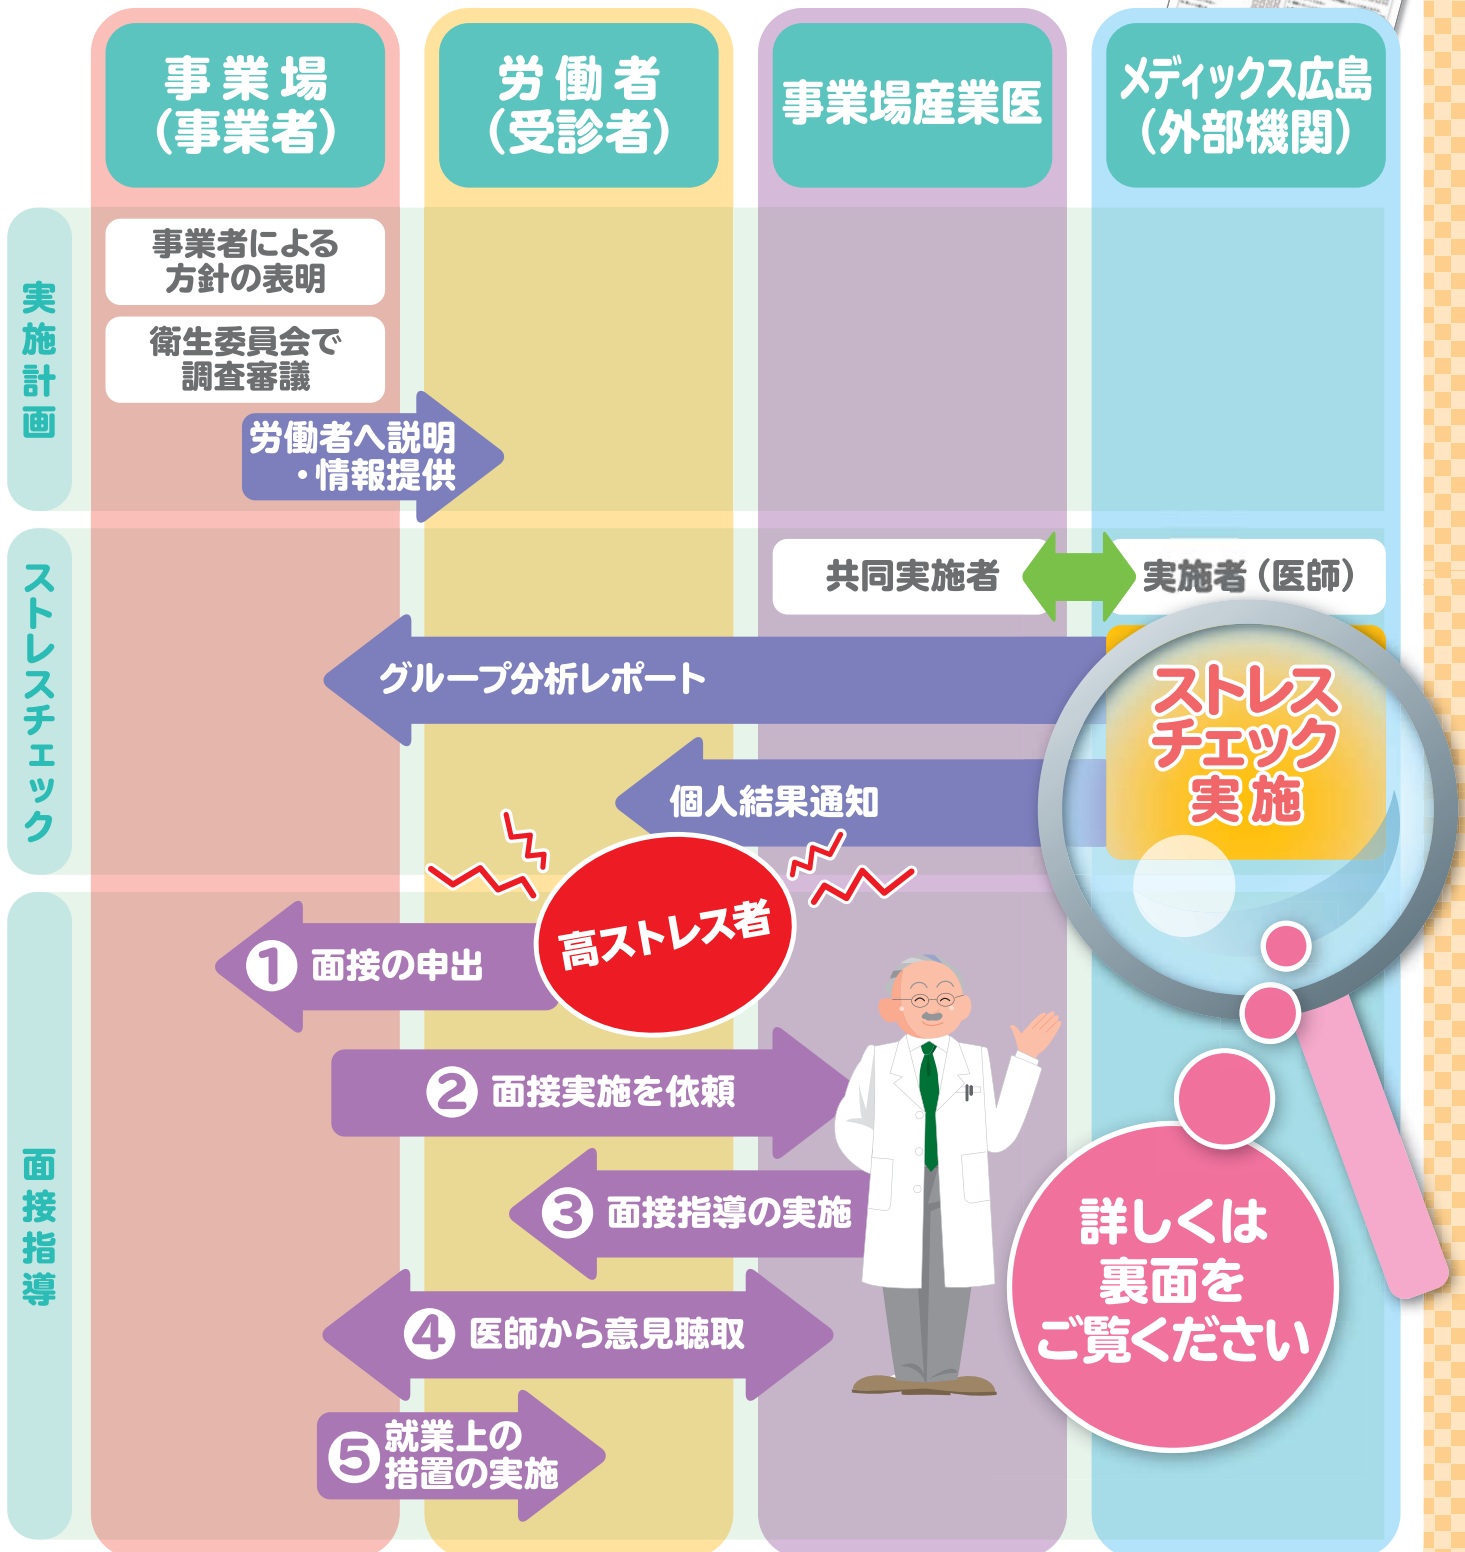 事業場
（事業者）
労働者
（受診者）
事業場産業医
メディックス広島
（外部機関）
実施計画
事業者による
方針の表明
衛生委員会で
調査審議
労働者へ説明
・情報提供
ストレスチェック
共同実施者
実施者（医師）
グループ分析レポート
ストレス
チェック
実施
個人結果通知
高ストレス者
面接指導
❶面接の申出
❷面接実施を依頼
❸面接指導の実施
❹医師から意見聴取
❺就業上の
措置の実施
詳しくは
裏面を
ご覧ください